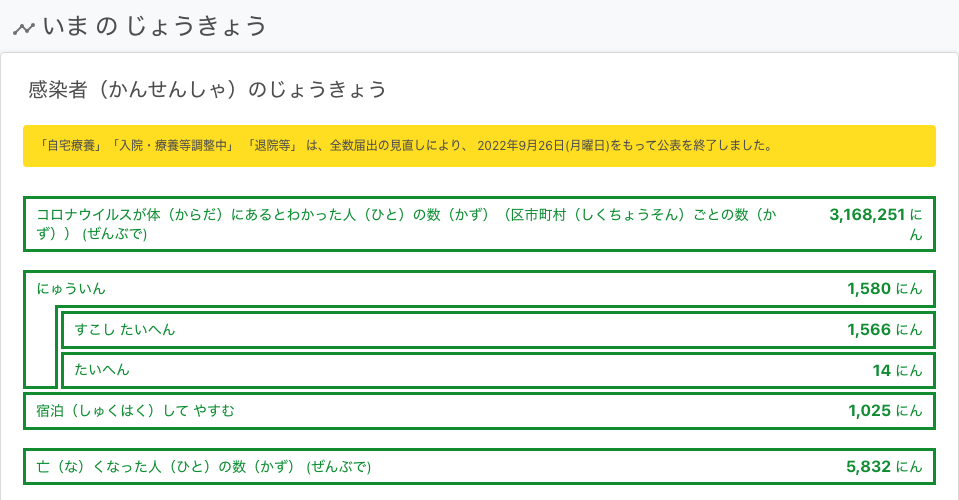 いま の じょうきょう
感染者（かんせんしゃ）のじょうきょう
「自宅療養」「入院・療養等調整中」 「退院等」 は、全数届出の見直しにより、 2022年9月26日(月曜日)をもって公表を終了しました。
コロナウイルスが体（からだ）にあるとわかった人（ひと）の数（かず）（区市町村（しくちょうそん）ごとの数（か 3,168,251 に
ず）） (ぜんぶで) ん
にゅういん 1,580 にん
すこし たいへん 1,566 にん
たいへん 14 にん
宿泊（しゅくはく）して やすむ 1,025 にん
亡（な）くなった人（ひと）の数（かず） (ぜんぶで) 5,832 にん